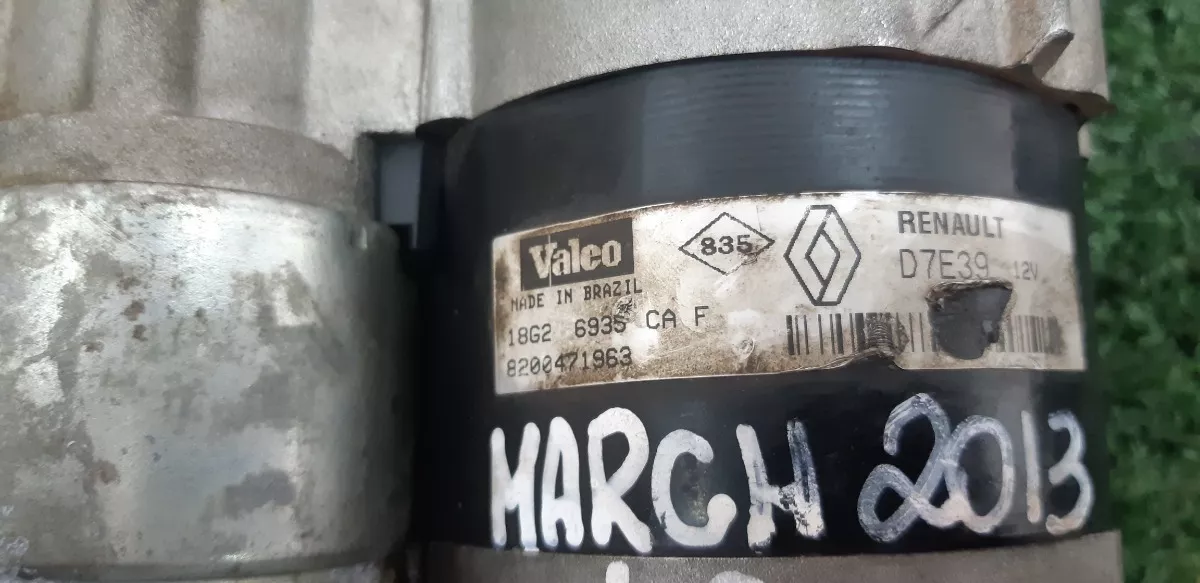 Valeo
MADE IN BRAZIL
18G2 6935 CA F
8200471963
835
RENAULT
D7E39 12V
MARCH 2013